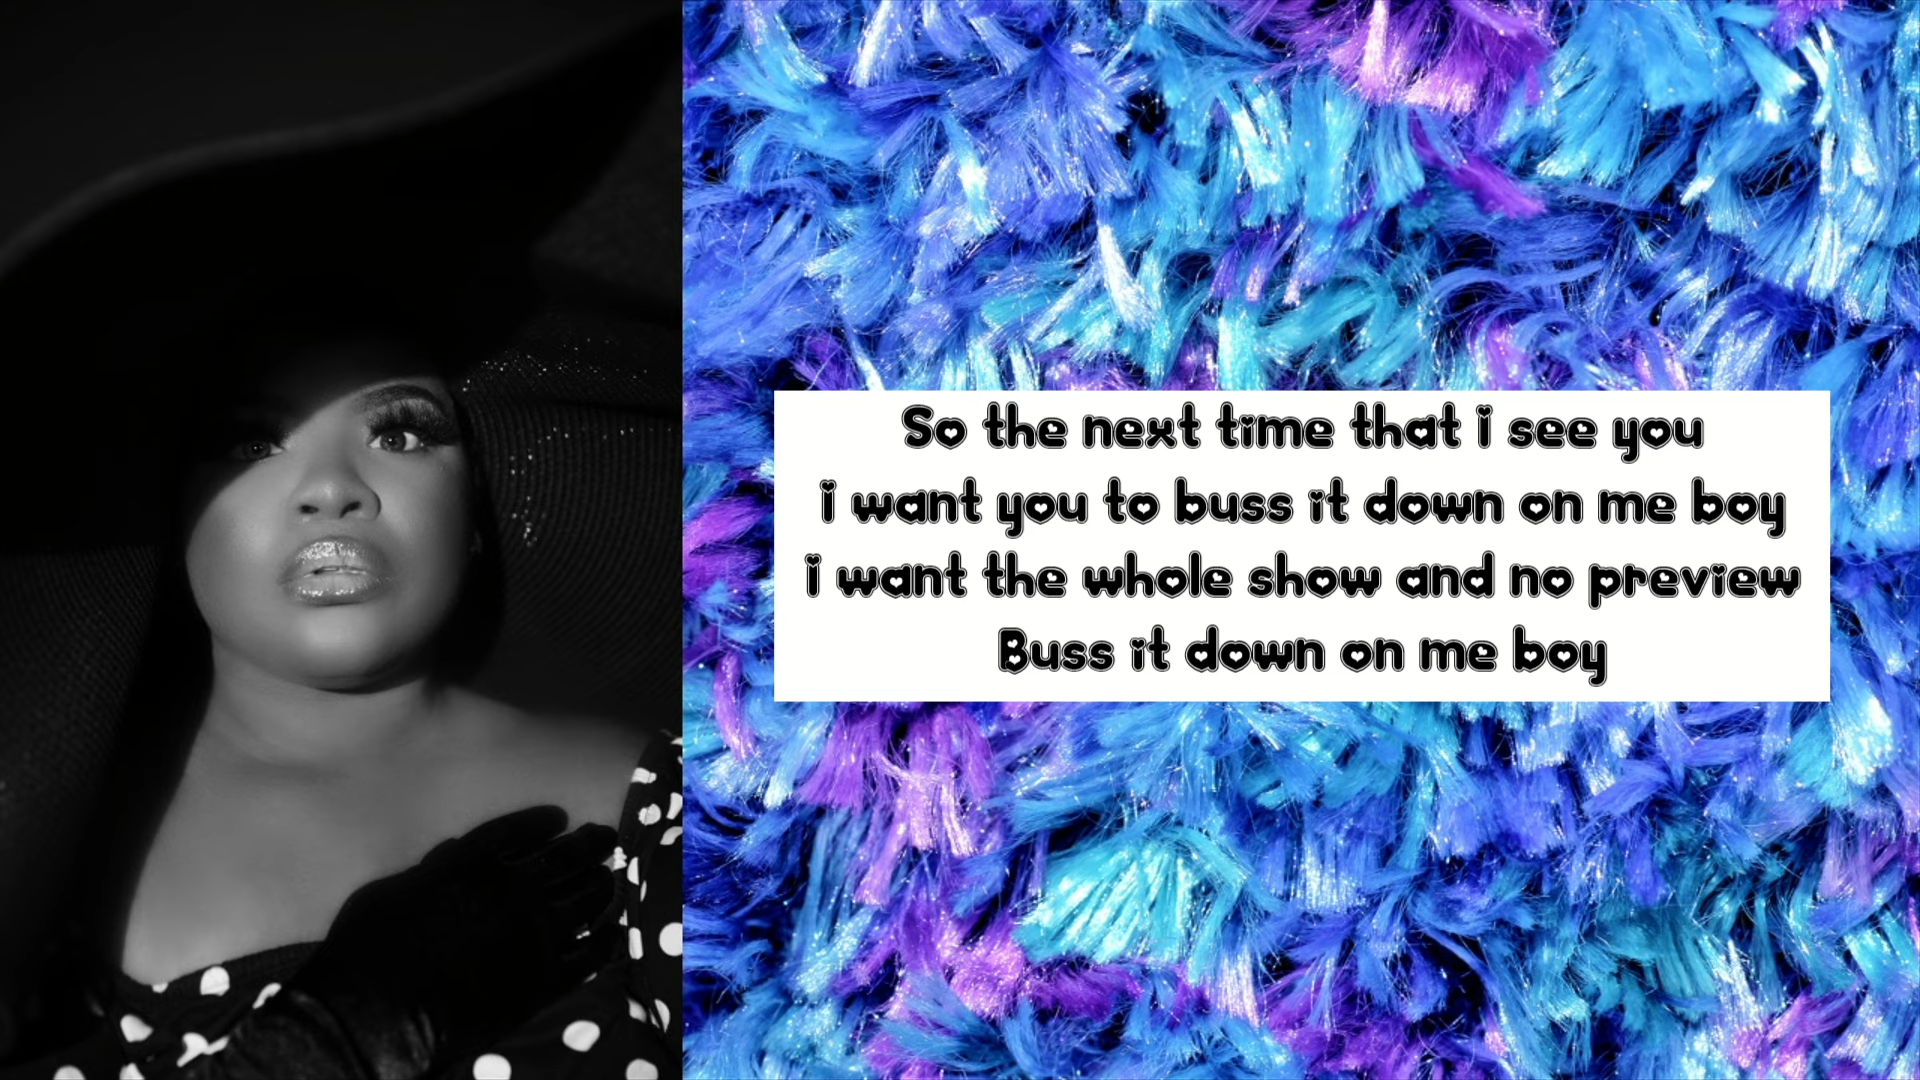 So the next time that i see you
i want you to buss it down on me boy
i want the whole show and no preview
Buss it down on me boy